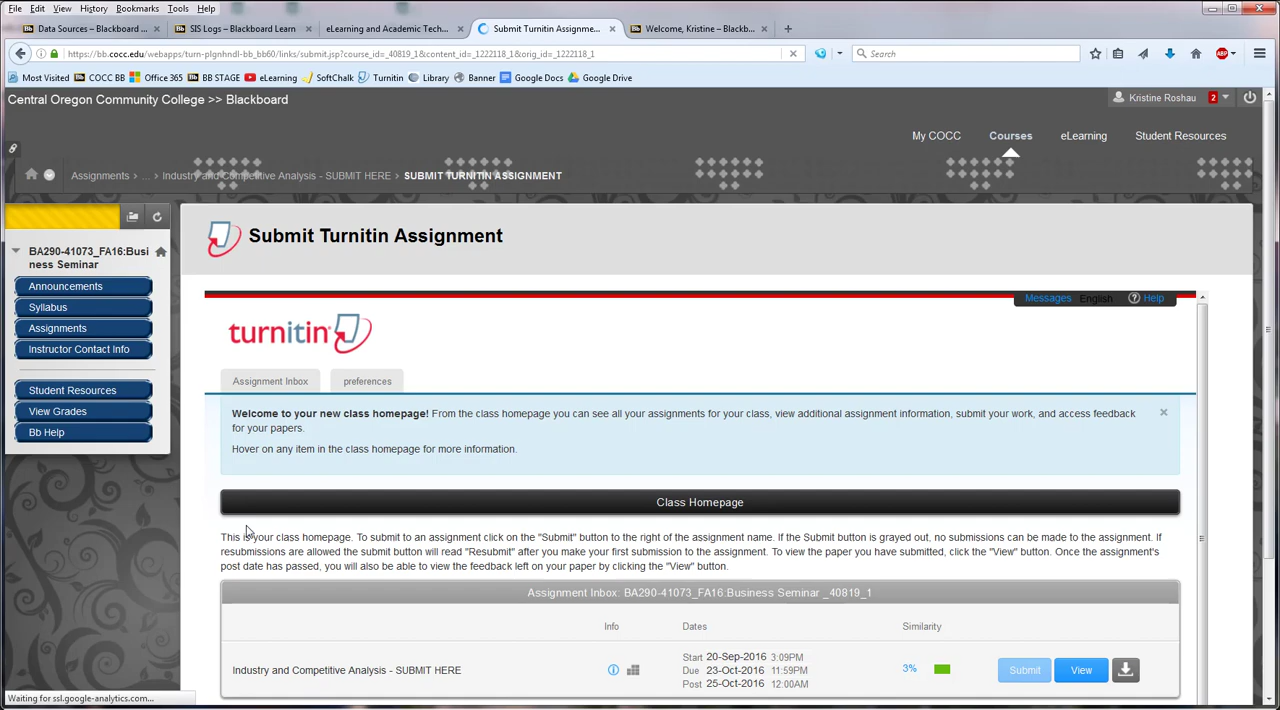 File Edit View History Bookmarks Tools Help
Data Sources – Blackboard ... × SIS Logs – Blackboard Learn × eLearning and Academic Tech... × Submit Turnitin Assignme... × Welcome, Kristine – Blackb... × +
https://bb.cocc.edu/webapps/turn-plgnhndl-bb_bb60/links/submit.jsp?course_id=_40819_1&content_id=_1222118_1&orig_id=_1222118_1 Search
Most Visited COCC BB Office 365 BB STAGE eLearning SoftChalk Turnitin Library Banner Google Docs Google Drive
Central Oregon Community College >> Blackboard
Kristine Roshau 2
My COCC Courses eLearning Student Resources
Assignments > ... > Industry and Competitive Analysis - SUBMIT HERE > SUBMIT TURNITIN ASSIGNMENT
BA290-41073_FA16:Busi
ness Seminar
Announcements
Syllabus
Assignments
Instructor Contact Info
Student Resources
View Grades
Bb Help
Submit Turnitin Assignment
Messages English Help
turnitin
Assignment Inbox preferences
Welcome to your new class homepage! From the class homepage you can see all your assignments for your class, view additional assignment information, submit your work, and access feedback
for your papers.
Hover on any item in the class homepage for more information.
Class Homepage
This is your class homepage. To submit to an assignment click on the "Submit" button to the right of the assignment name. If the Submit button is grayed out, no submissions can be made to the assignment. If
resubmissions are allowed the submit button will read "Resubmit" after you make your first submission to the assignment. To view the paper you have submitted, click the "View" button. Once the assignment's
post date has passed, you will also be able to view the feedback left on your paper by clicking the "View" button.
Assignment Inbox: BA290-41073_FA16:Business Seminar _40819_1
Info Dates Similarity
Start 20-Sep-2016 3:09PM
Industry and Competitive Analysis - SUBMIT HERE Due 23-Oct-2016 11:59PM 3% Submit View
Post 25-Oct-2016 12:00AM
Waiting for ssl.google-analytics.com...